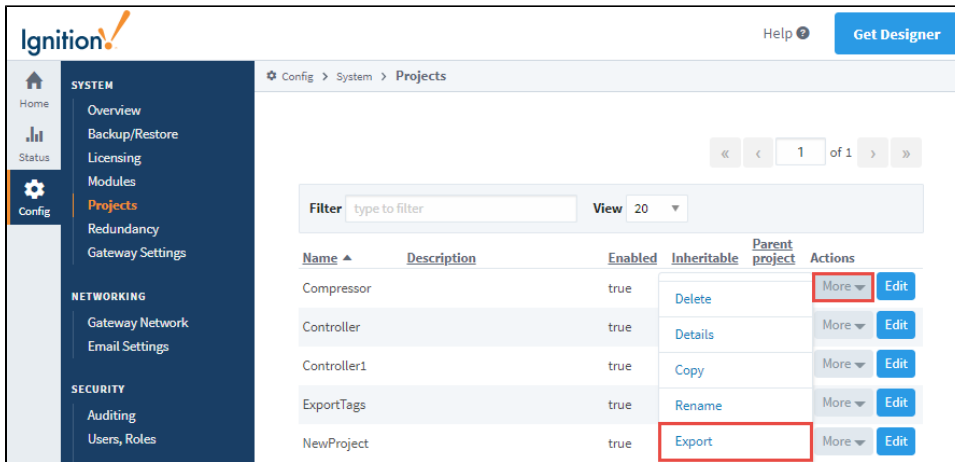 Ignition!
Help ?
Get Designer
Home
Status
Config
SYSTEM
Overview
Backup/Restore
Licensing
Modules
Projects
Redundancy
Gateway Settings
NETWORKING
Gateway Network
Email Settings
SECURITY
Auditing
Users, Roles
Config > System > Projects
« < 1 of 1 > »
Filter type to filter View 20
Name Description Enabled Inheritable Parent project Actions
Compressor true More Edit
Controller true More Edit
Controller1 true More Edit
ExportTags true More Edit
NewProject true More Edit
Delete
Details
Copy
Rename
Export